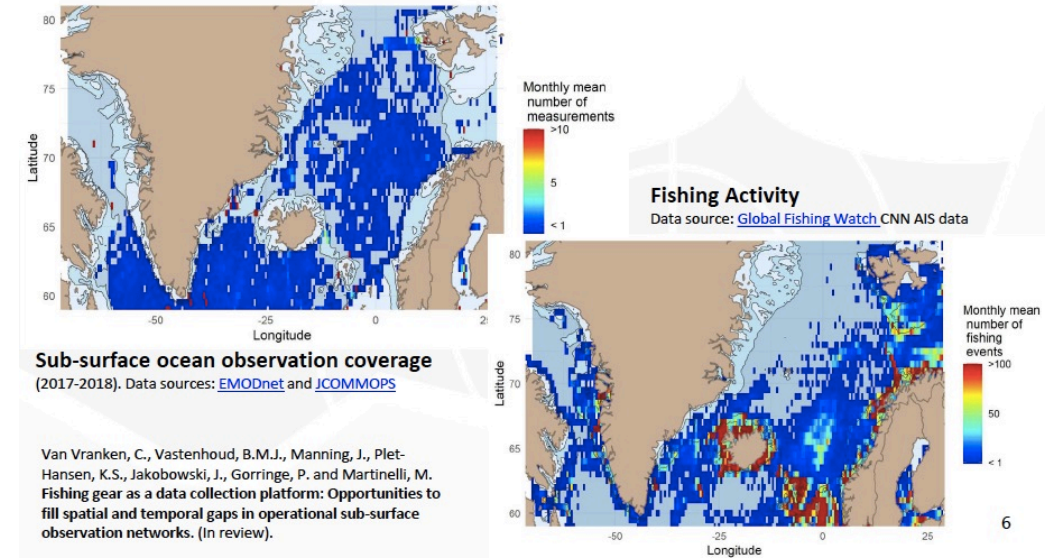 80
75
70
65
60
Latitude
-50
-25
0
2
Longitude
Monthly mean
number of
measurements
>10
5
< 1
Sub-surface ocean observation coverage
(2017-2018). Data sources: EMODnet and JCOMMOPS
Van Vranken, C., Vastenhoud, B.M.J., Manning, J., Plet-
Hansen, K.S., Jakobowski, J., Gorringe, P. and Martinelli, M.
Fishing gear as a data collection platform: Opportunities to
fill spatial and temporal gaps in operational sub-surface
observation networks. (In review).
Fishing Activity
Data source: Global Fishing Watch CNN AIS data
80
75
70
65
60
Latitude
-50
-25
0
25
Longitude
Monthly mean
number of
fishing
events
>100
50
< 1
6